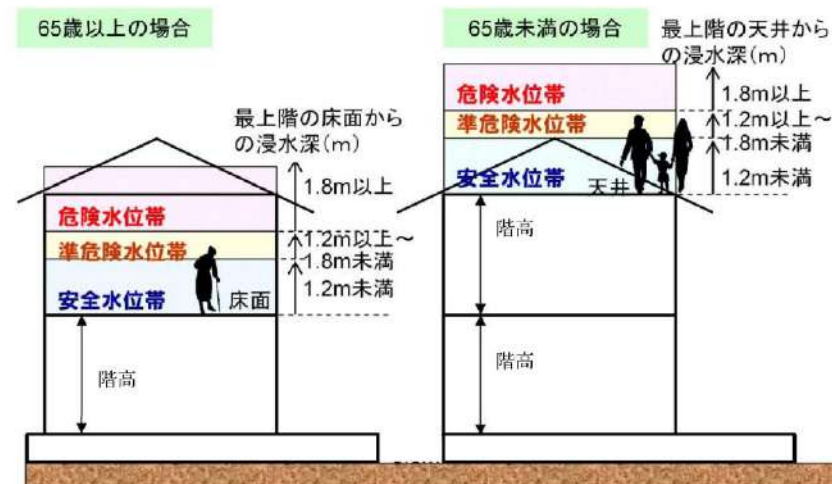 65歳以上の場合
最上階の床面から
の浸水深(m)
1.8m以上
危険水位帯
1.2m以上～
準危険水位帯
1.8m未満
1.2m未満
安全水位帯
床面
階高
65歳未満の場合
最上階の天井から
の浸水深(m)
1.8m以上
危険水位帯
1.2m以上～
準危険水位帯
1.8m未満
1.2m未満
安全水位帯
天井
階高
階高